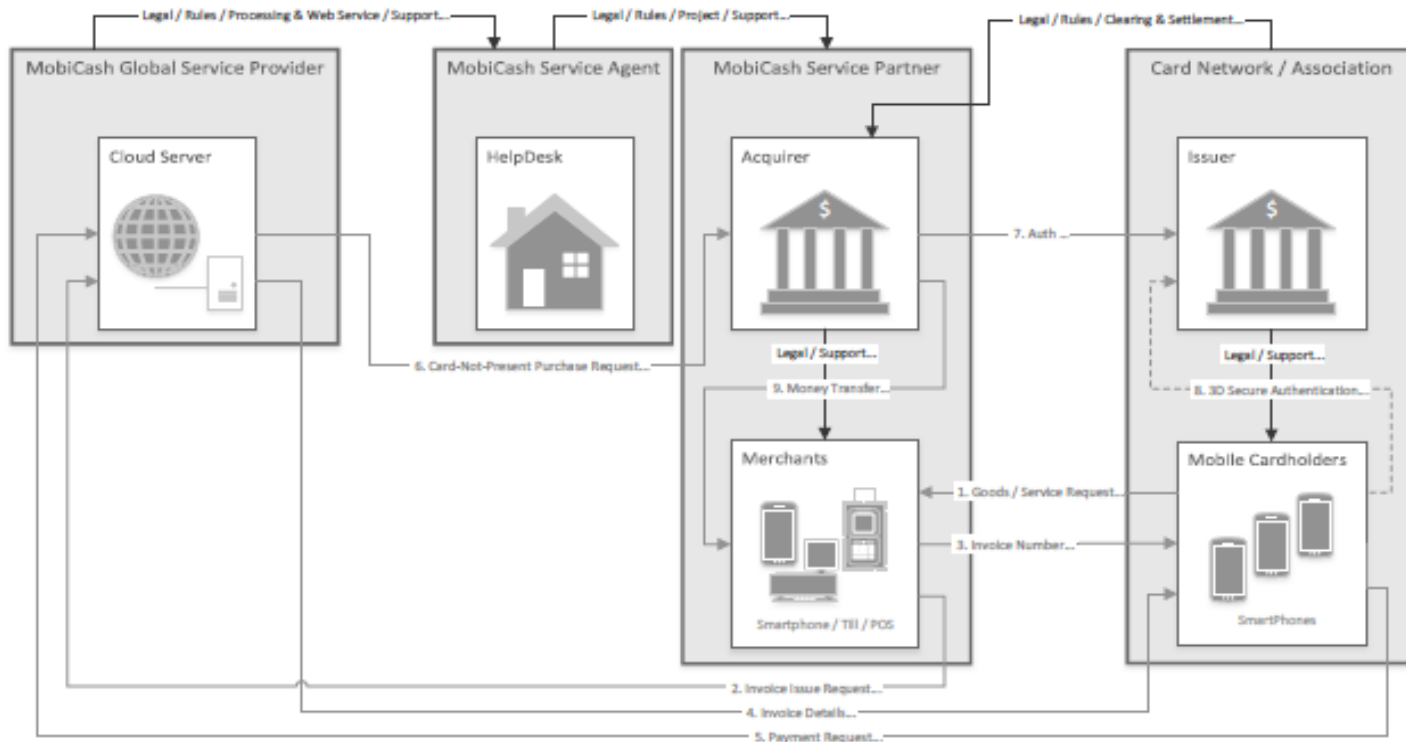 Legal / Rules / Processing & Web Service / Support...
Legal / Rules / Project / Support...
Legal / Rules / Clearing & Settlement...
MobiCash Global Service Provider
MobiCash Service Agent
MobiCash Service Partner
Card Network / Association
Cloud Server
HelpDesk
Acquirer
Issuer
$
$
7. Auth ...
Legal / Support...
Legal / Support...
6. Card-Not-Present Purchase Request...
9. Money Transfer...
8. 3D Secure Authentication...
Merchants
Mobile Cardholders
1. Goods / Service Request...
3. Invoice Number...
Smartphone / Till / POS
SmartPhones
2. Invoice Issue Request...
4. Invoice Details...
5. Payment Request...